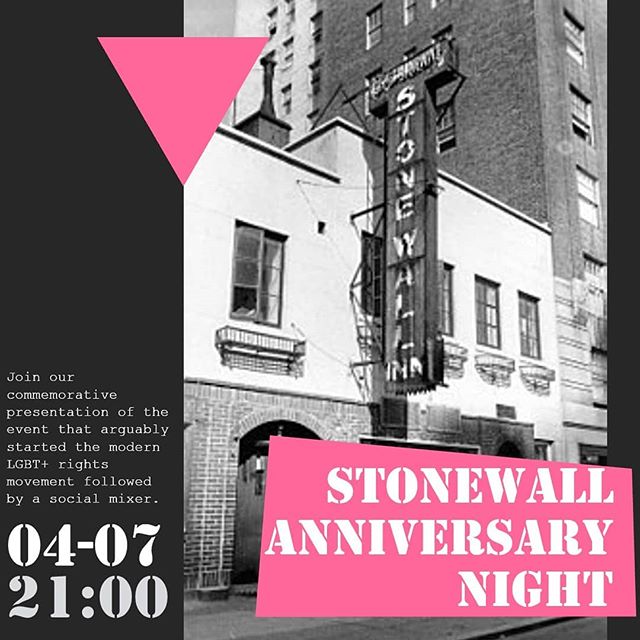 Restaurant
STONEWALL
INN
Join our
commemorative
presentation of the
event that arguably
started the modern
LGBT+ rights
movement followed
by a social mixer.
04-07
21:00
STONEWALL
ANNIVERSARY
NIGHT